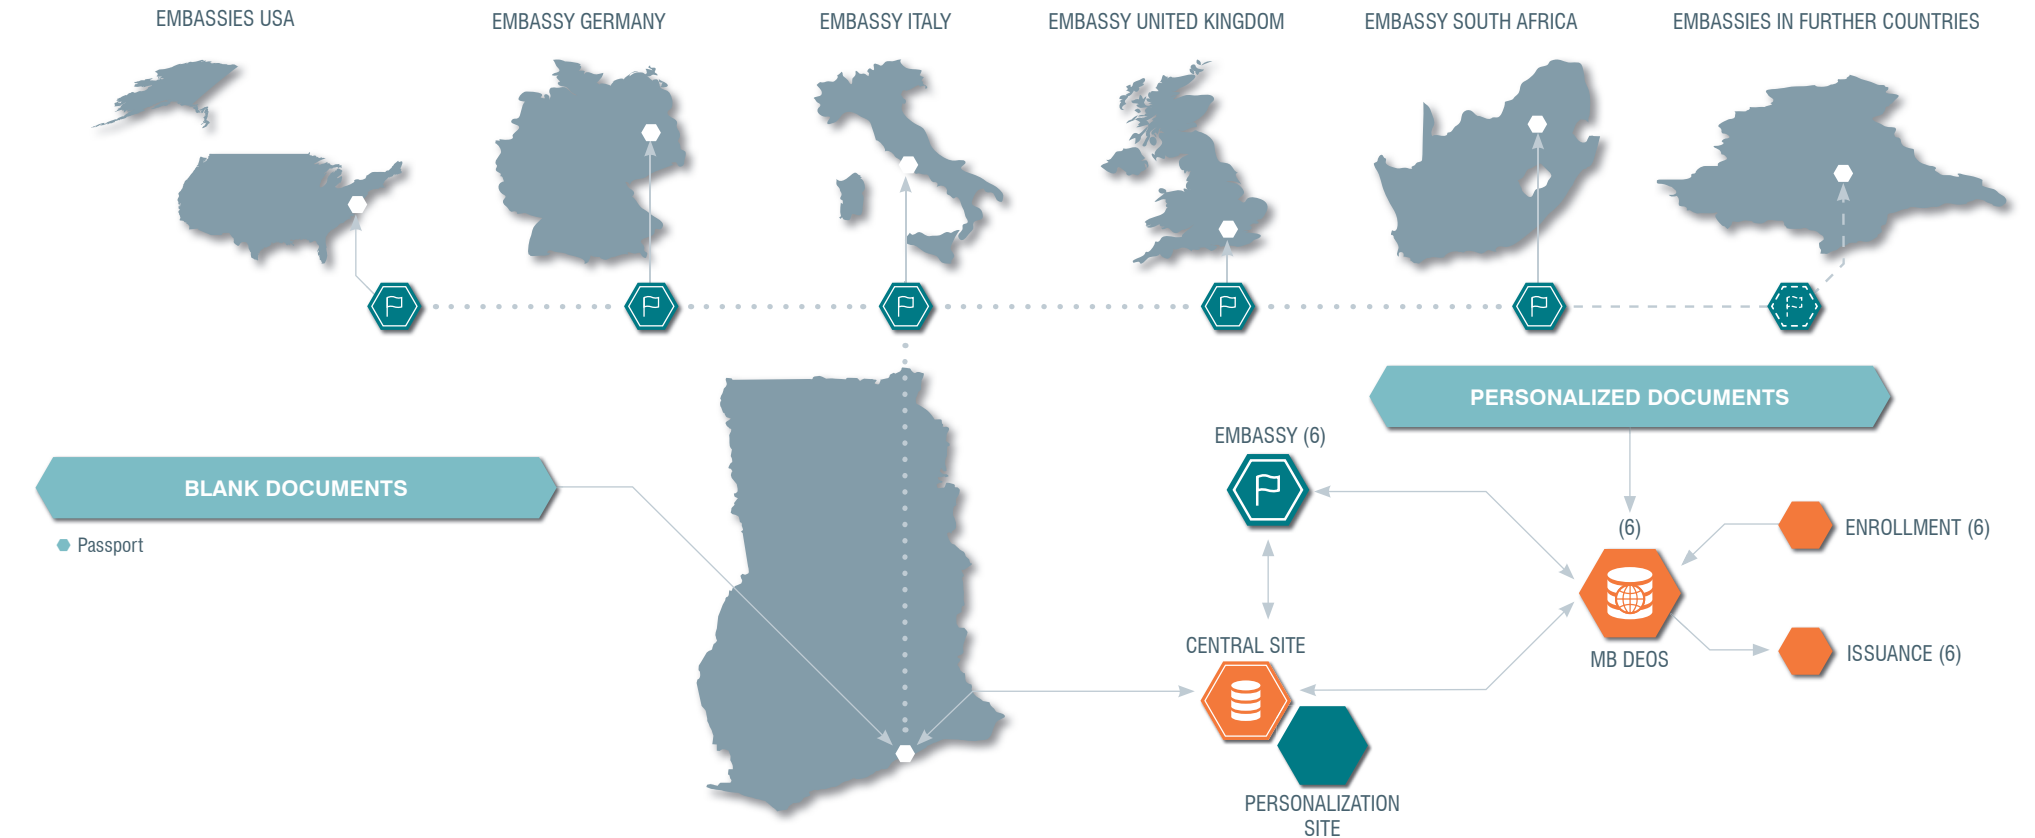 EMBASSIES USA
EMBASSY GERMANY
EMBASSY ITALY
EMBASSY UNITED KINGDOM
EMBASSY SOUTH AFRICA
EMBASSIES IN FURTHER COUNTRIES
PERSONALIZED DOCUMENTS
EMBASSY (6)
BLANK DOCUMENTS
Passport
(6)
ENROLLMENT (6)
CENTRAL SITE
MB DEOS
ISSUANCE (6)
PERSONALIZATION
SITE